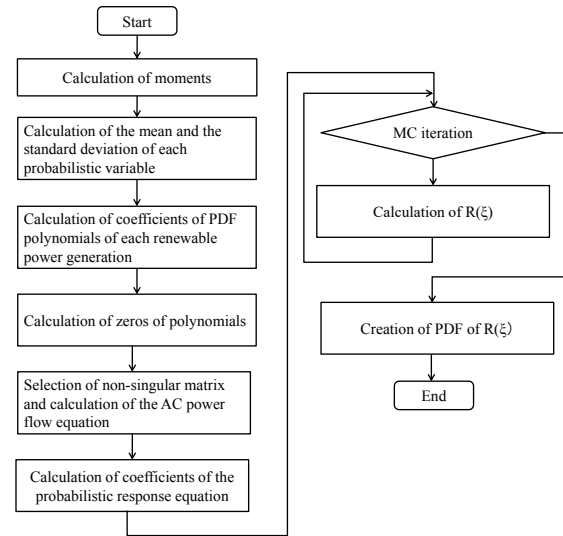 Start
Calculation of moments
Calculation of the mean and the
standard deviation of each
probabilistic variable
Calculation of coefficients of PDF
polynomials of each renewable
power generation
Calculation of zeros of polynomials
Selection of non-singular matrix
and calculation of the AC power
flow equation
Calculation of coefficients of the
probabilistic response equation
MC iteration
Calculation of R(ξ)
Creation of PDF of R(ξ)
End